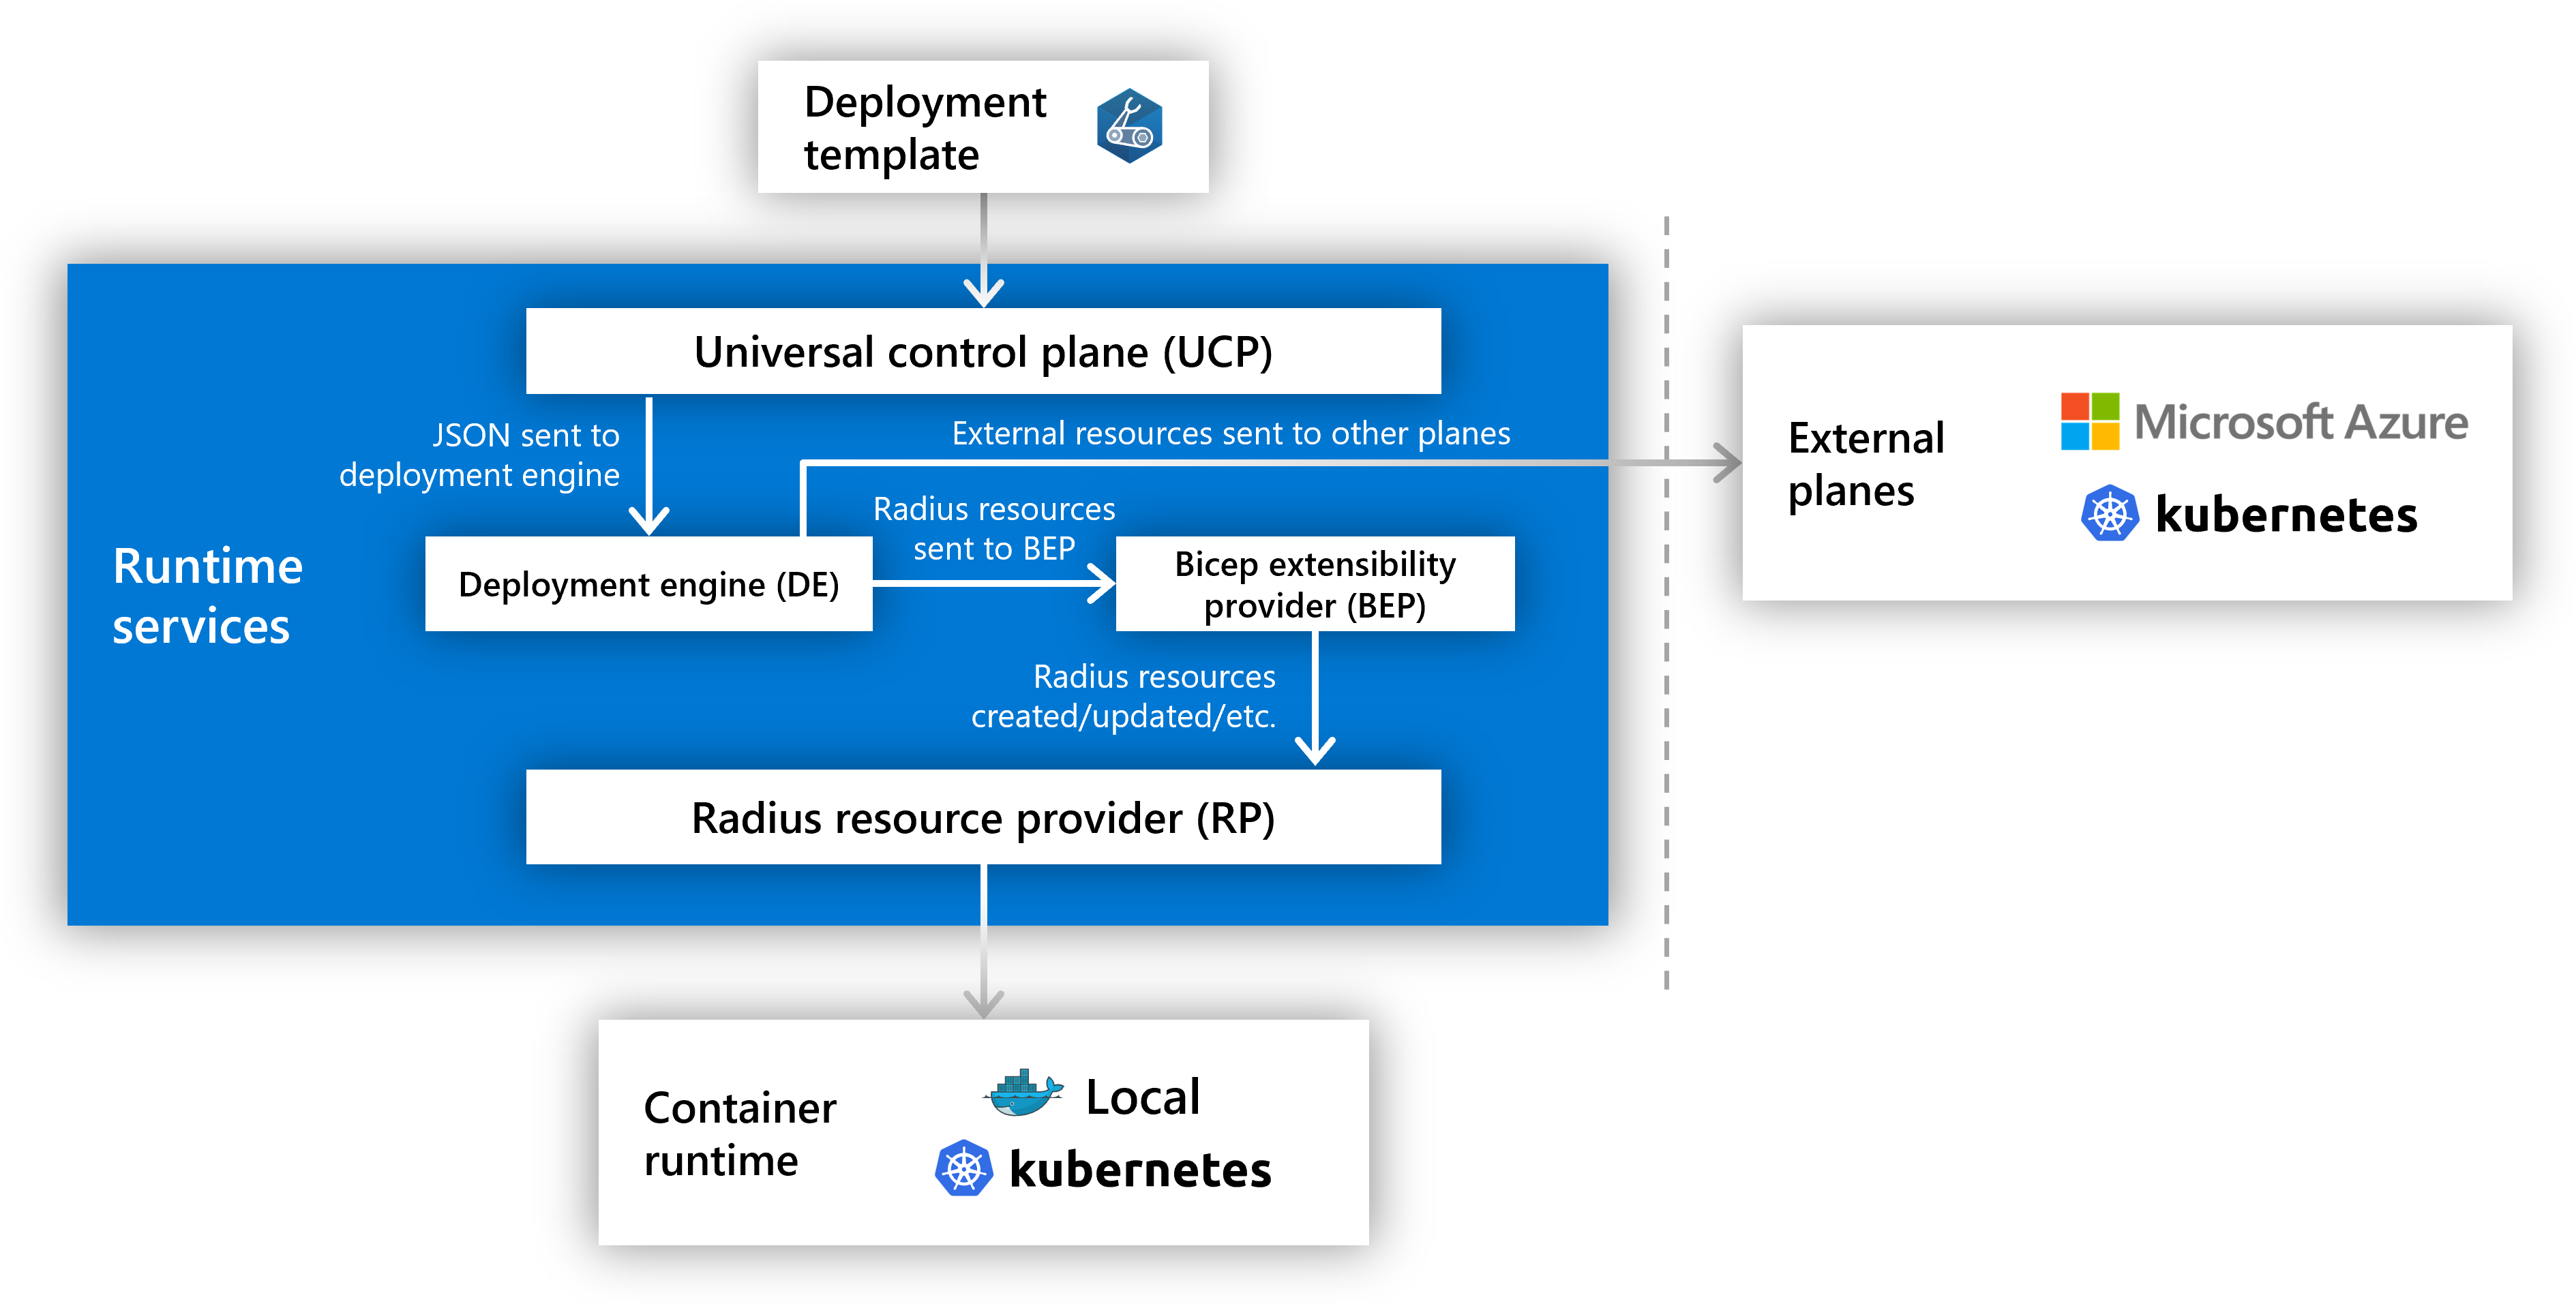 Deployment
template
Universal control plane (UCP)
JSON sent to
deployment engine
External resources sent to other planes
Radius resources
sent to BEP
Runtime
services
Deployment engine (DE)
Bicep extensibility
provider (BEP)
Radius resources
created/updated/etc.
Radius resource provider (RP)
External
planes
Microsoft Azure
kubernetes
Container
runtime
Local
kubernetes